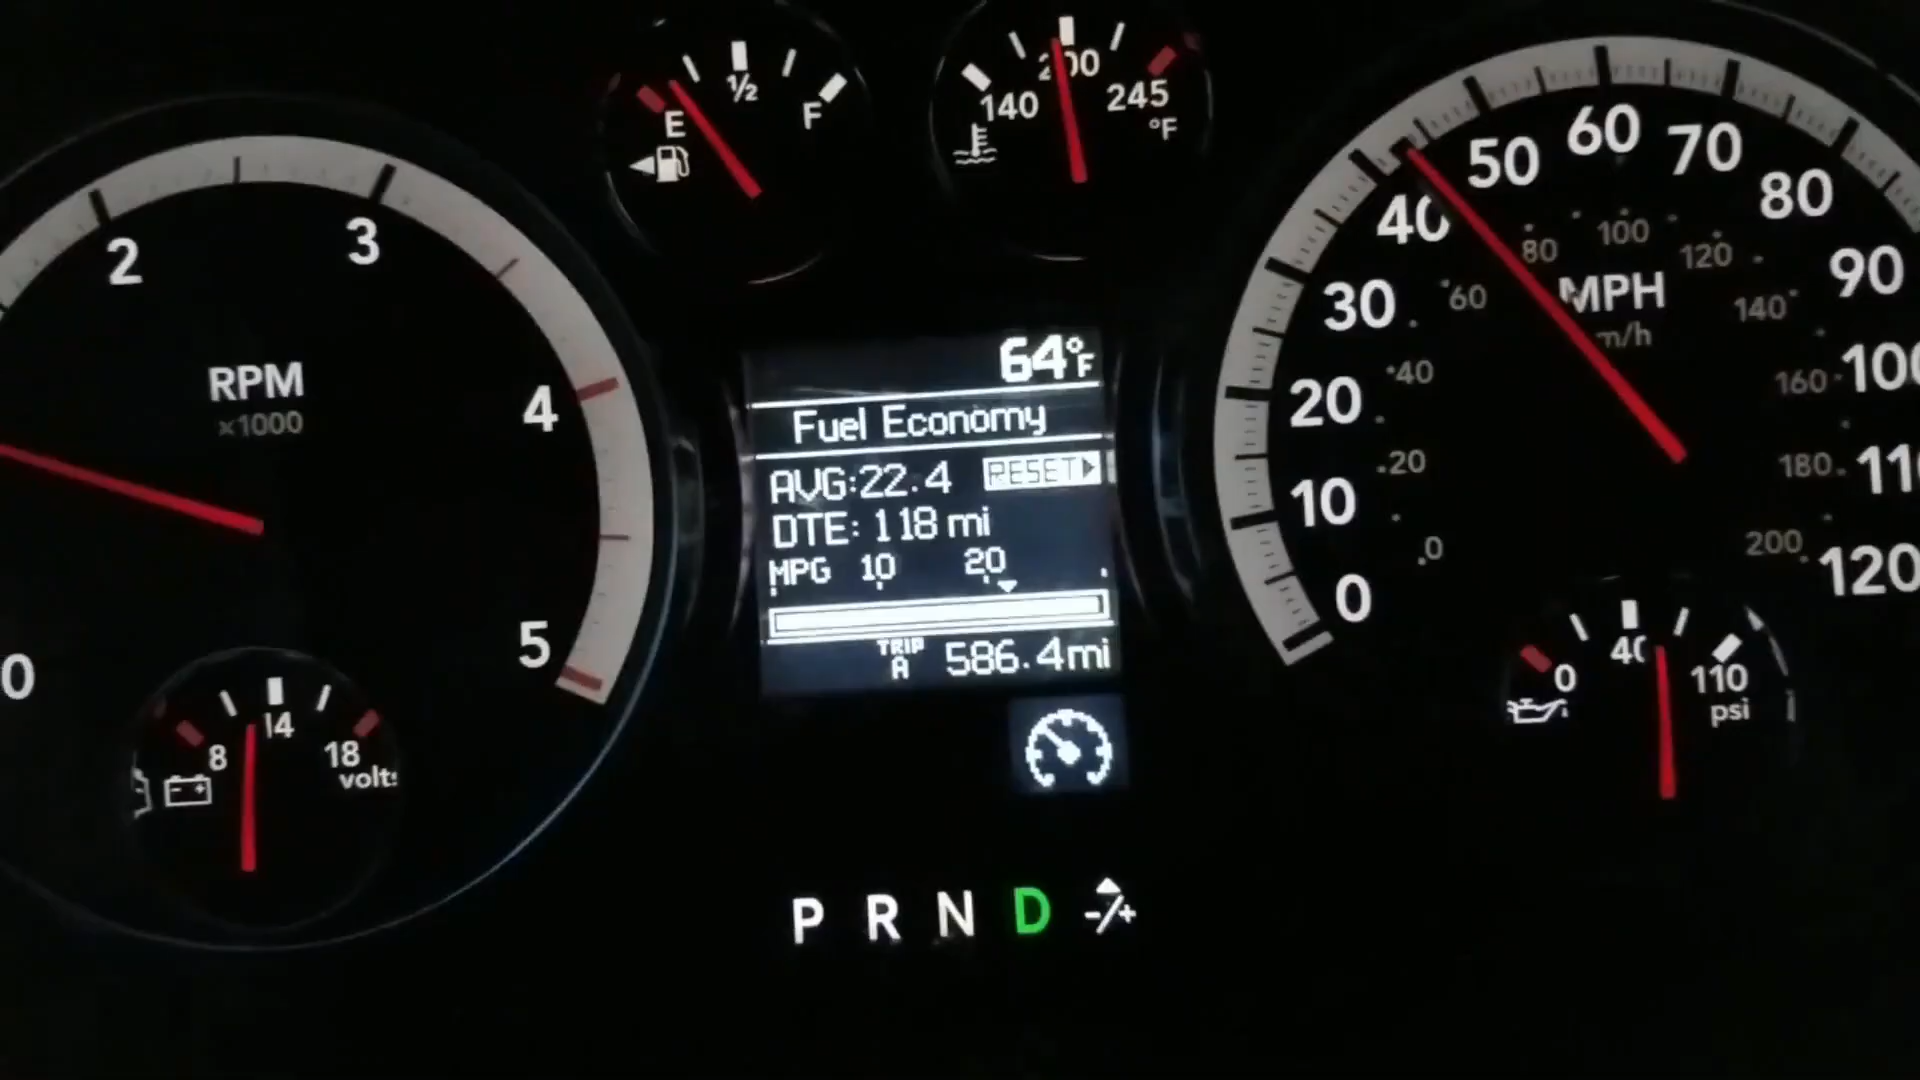 ½
E
F
140
200
245
°F
2
3
4
5
0
RPM
x1000
8
14
18
volts
64°F
Fuel Economy
AVG:22.4 RESET
DTE: 118 mi
MPG 10 20
TRIP A 586.4mi
P R N D -/+
0
10
20
30
40
50
60
70
80
90
100
110
120
MPH
0
20
40
60
80
100
120
140
160
180
200
0
40
110
psi